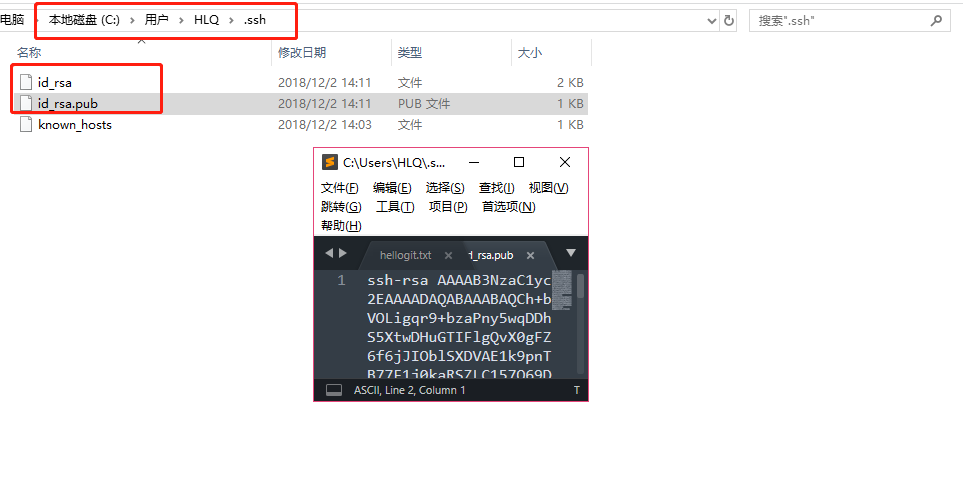 电脑 本地磁盘 (C:) 用户 HLQ .ssh 搜索".ssh"
名称 修改日期 类型 大小
id_rsa 2018/12/2 14:11 文件 2 KB
id_rsa.pub 2018/12/2 14:11 PUB 文件 1 KB
known_hosts 2018/12/2 14:03 文件 1 KB
C:\Users\HLQ\.s...
文件(F) 编辑(E) 选择(S) 查找(I) 视图(V)
跳转(G) 工具(T) 项目(P) 首选项(N)
帮助(H)
hellogit.txt id_rsa.pub
1 ssh-rsa AAAAB3NzaC1yc
2EAAAADAQABAAABAQCh+b
VOLigqr9+bzaPny5wqDDh
S5XtwDHuGTIFlgQvX0gFZ
6f6jJIOblSXDVAE1k9pnT
B77E1j0kaRSZLC157Q69D
ASCII, Line 2, Column 1 T